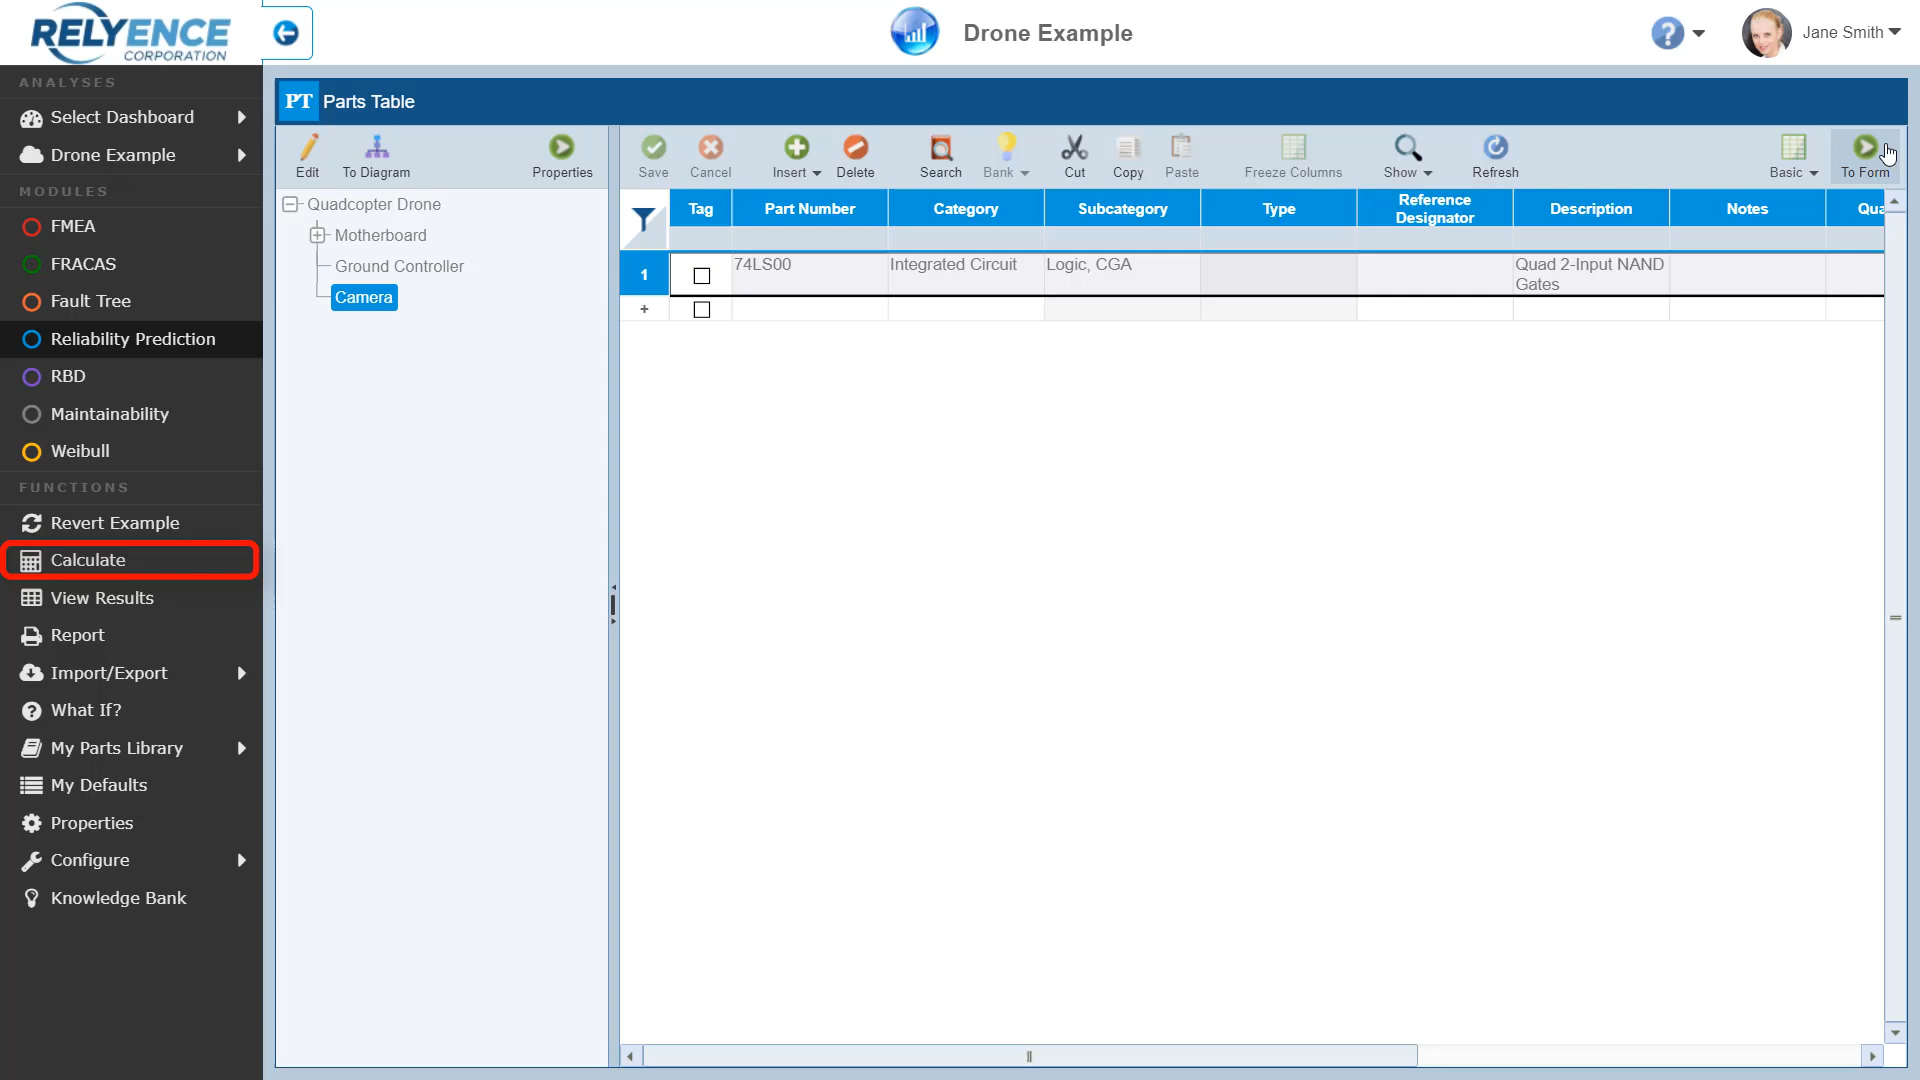 RELYENCE
CORPORATION
Drone Example
?
Jane Smith
ANALYSES
Select Dashboard
Drone Example
MODULES
FMEA
FRACAS
Fault Tree
Reliability Prediction
RBD
Maintainability
Weibull
FUNCTIONS
Revert Example
Calculate
View Results
Report
Import/Export
What If?
My Parts Library
My Defaults
Properties
Configure
Knowledge Bank
PT Parts Table
Edit To Diagram Properties
Save Cancel Insert Delete Search Bank Cut Copy Paste Freeze Columns Show Refresh Basic To Form
Quadcopter Drone
Motherboard
Ground Controller
Camera
Tag Part Number Category Subcategory Type Reference Designator Description Notes Qua
1 74LS00 Integrated Circuit Logic, CGA Quad 2-Input NAND
Gates
+